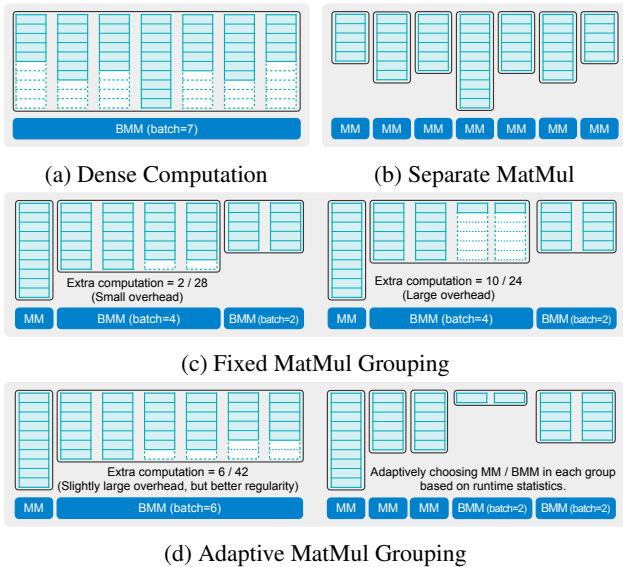 BMM (batch=7)
MM MM MM MM MM MM MM
(a) Dense Computation
(b) Separate MatMul
Extra computation = 2 / 28
(Small overhead)
MM BMM (batch=4) BMM (batch=2)
Extra computation = 10 / 24
(Large overhead)
MM BMM (batch=4) BMM (batch=2)
(c) Fixed MatMul Grouping
Extra computation = 6 / 42
(Slightly large overhead, but better regularity)
MM BMM (batch=6)
Adaptively choosing MM / BMM in each group
based on runtime statistics.
MM MM MM BMM (batch=2) BMM (batch=2)
(d) Adaptive MatMul Grouping